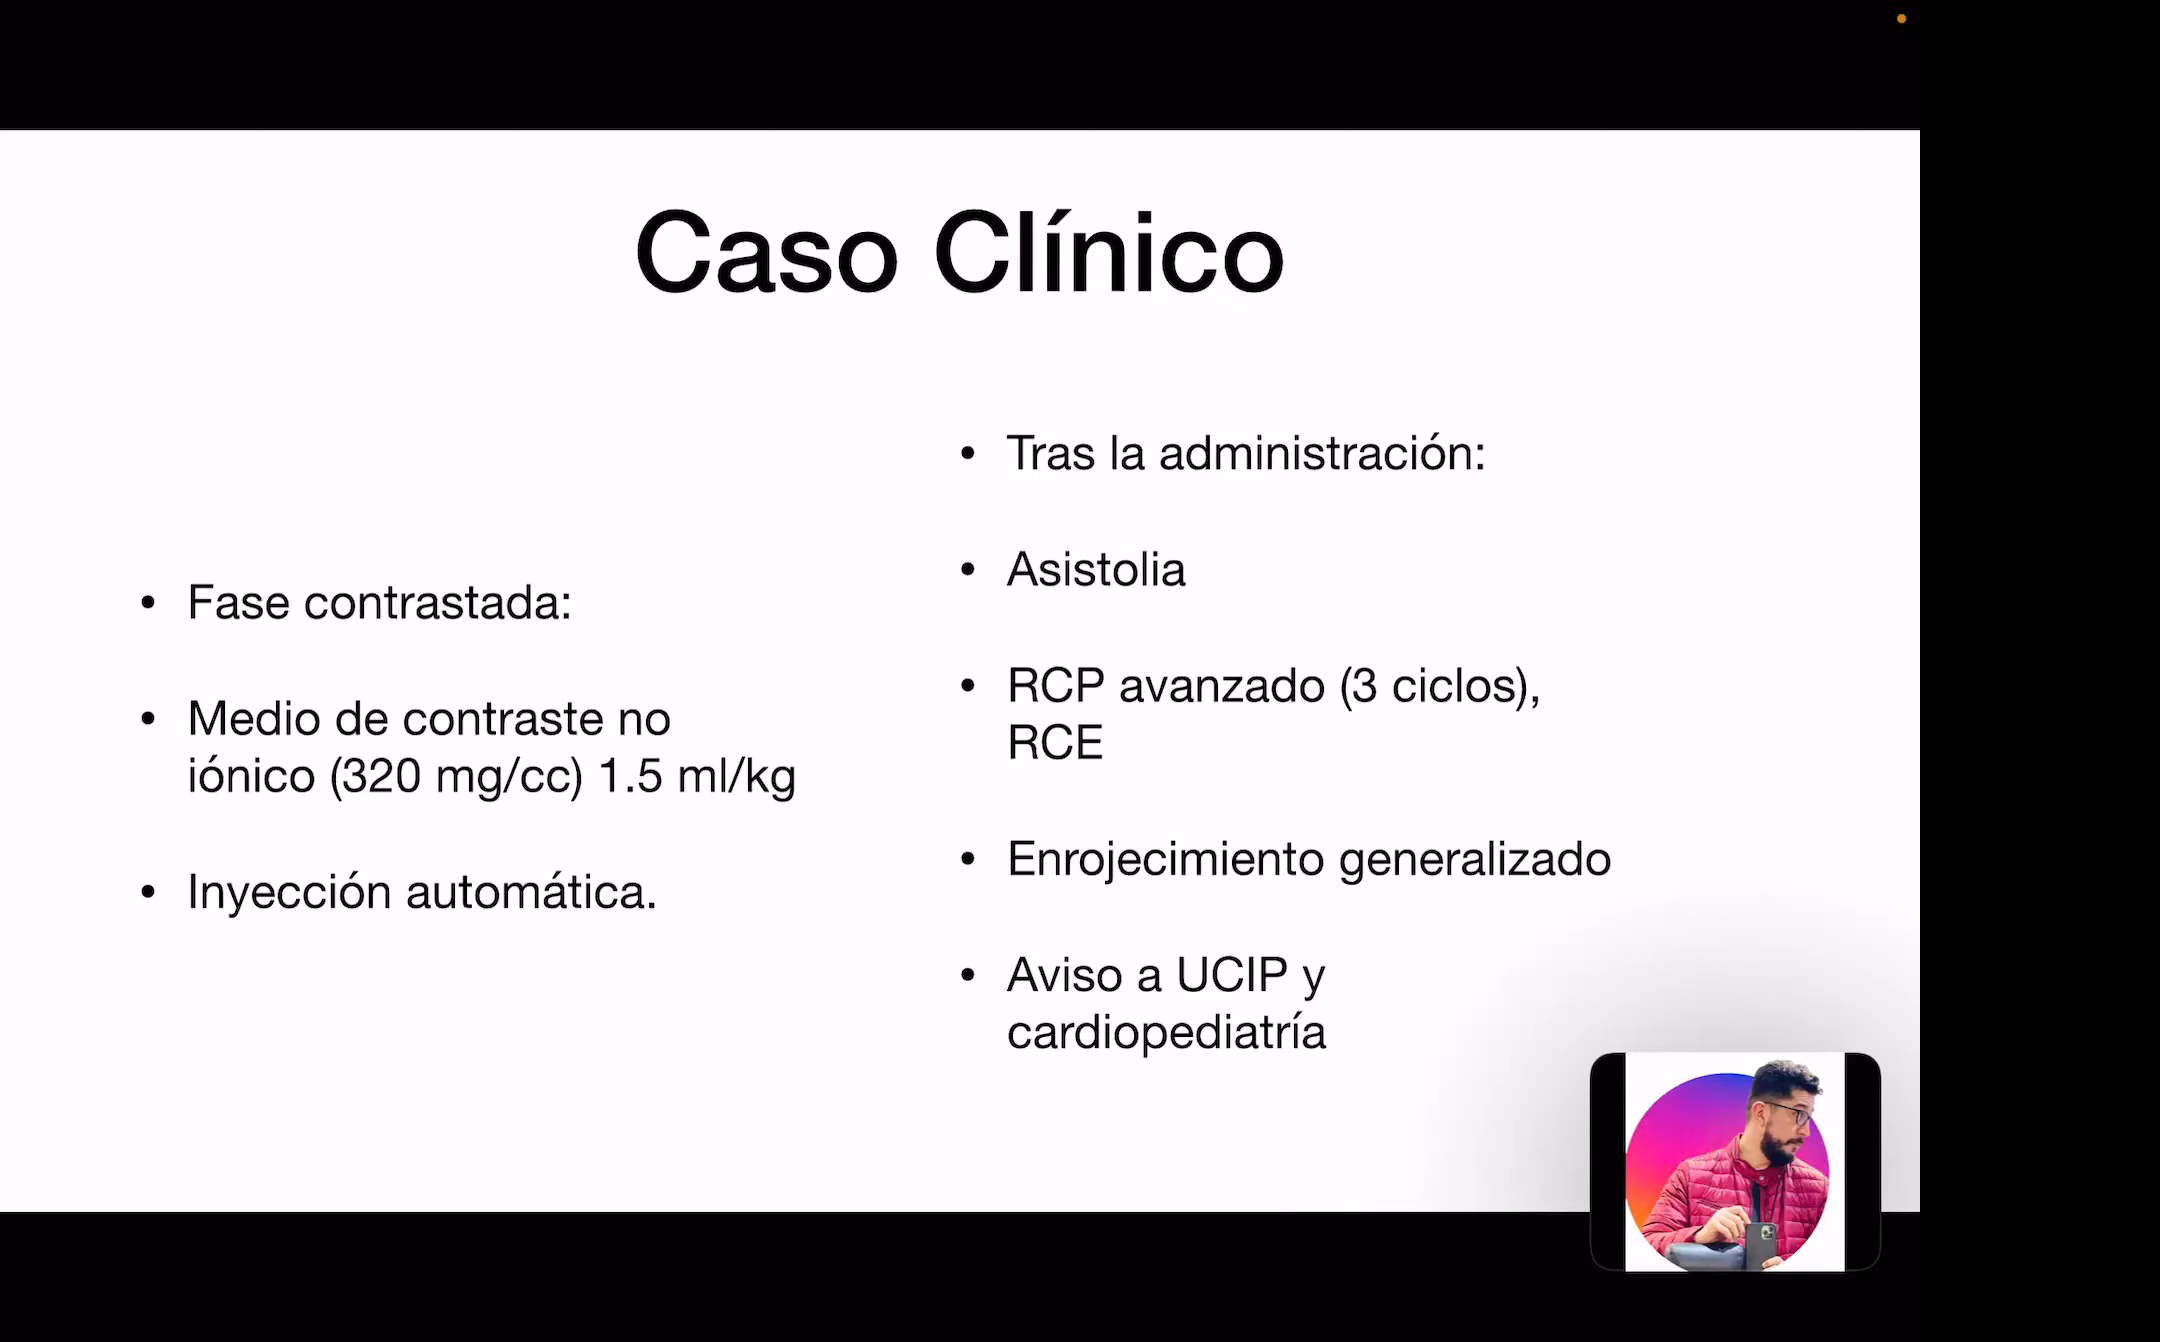 Caso Clínico
• Fase contrastada:
• Medio de contraste no
iónico (320 mg/cc) 1.5 ml/kg
• Inyección automática.
• Tras la administración:
• Asistolia
• RCP avanzado (3 ciclos),
RCE
• Enrojecimiento generalizado
• Aviso a UCIP y
cardiopediatría